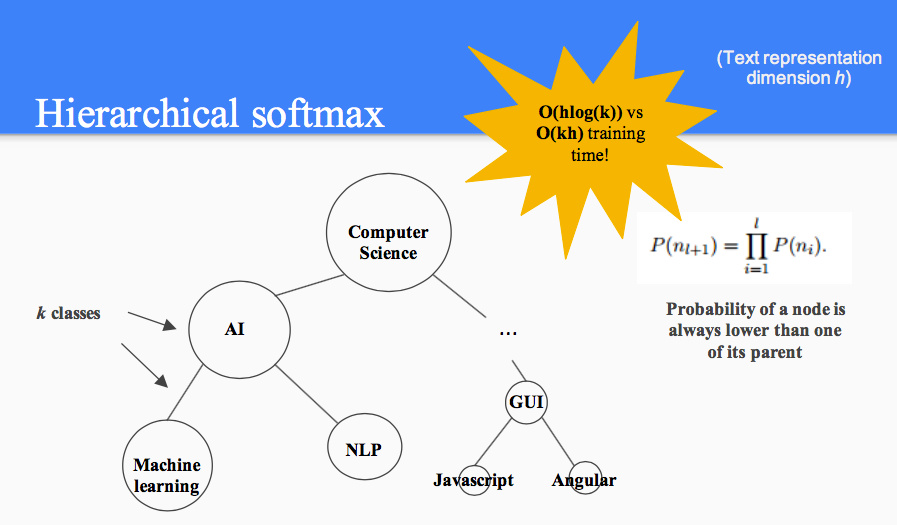 (Text representation
dimension h)
Hierarchical softmax
O(hlog(k)) vs
O(kh) training
time!
Computer
Science
P(n_{l+1}) = ∏_{i=1}^{l} P(n_i).
k classes
AI
Probability of a node is
always lower than one
of its parent
...
GUI
NLP
Machine
learning
Javascript
Angular